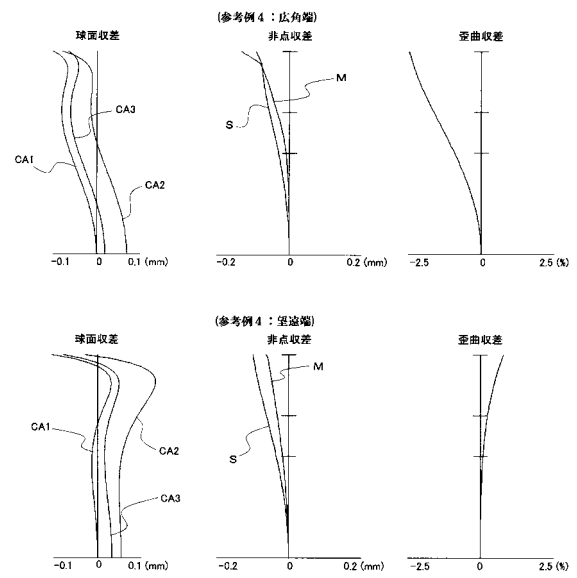 (参考例4：広角端)
球面収差
非点収差
歪曲収差
CA3
CA1
CA2
M
S
-0.1 0 0.1 (mm)
-0.2 0 0.2 (mm)
-2.5 0 2.5 (%)
(参考例4：望遠端)
球面収差
非点収差
歪曲収差
CA1
CA2
CA3
M
S
-0.1 0 0.1 (mm)
-0.2 0 0.2 (mm)
-2.5 0 2.5 (%)